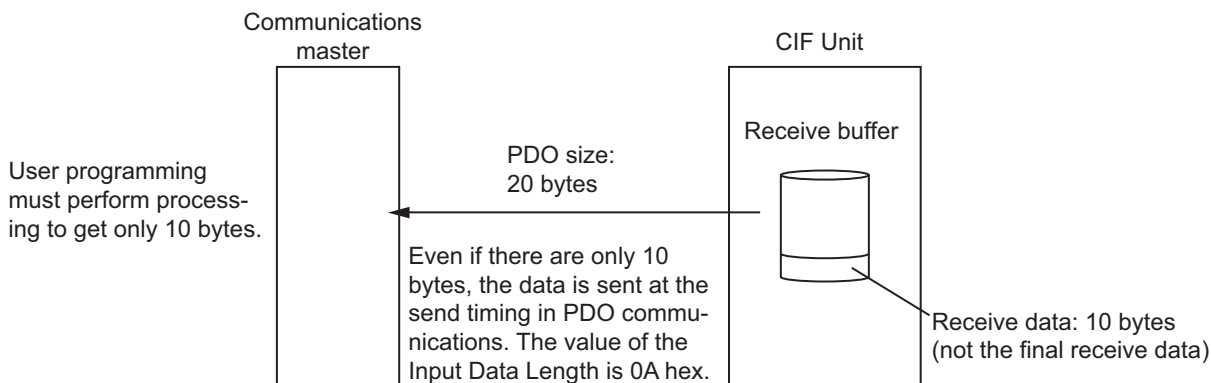 Communications
master
CIF Unit
Receive buffer
PDO size:
20 bytes
User programming
must perform process-
ing to get only 10 bytes.
Even if there are only 10
bytes, the data is sent at the
send timing in PDO commu-
nications. The value of the
Input Data Length is 0A hex.
Receive data: 10 bytes
(not the final receive data)